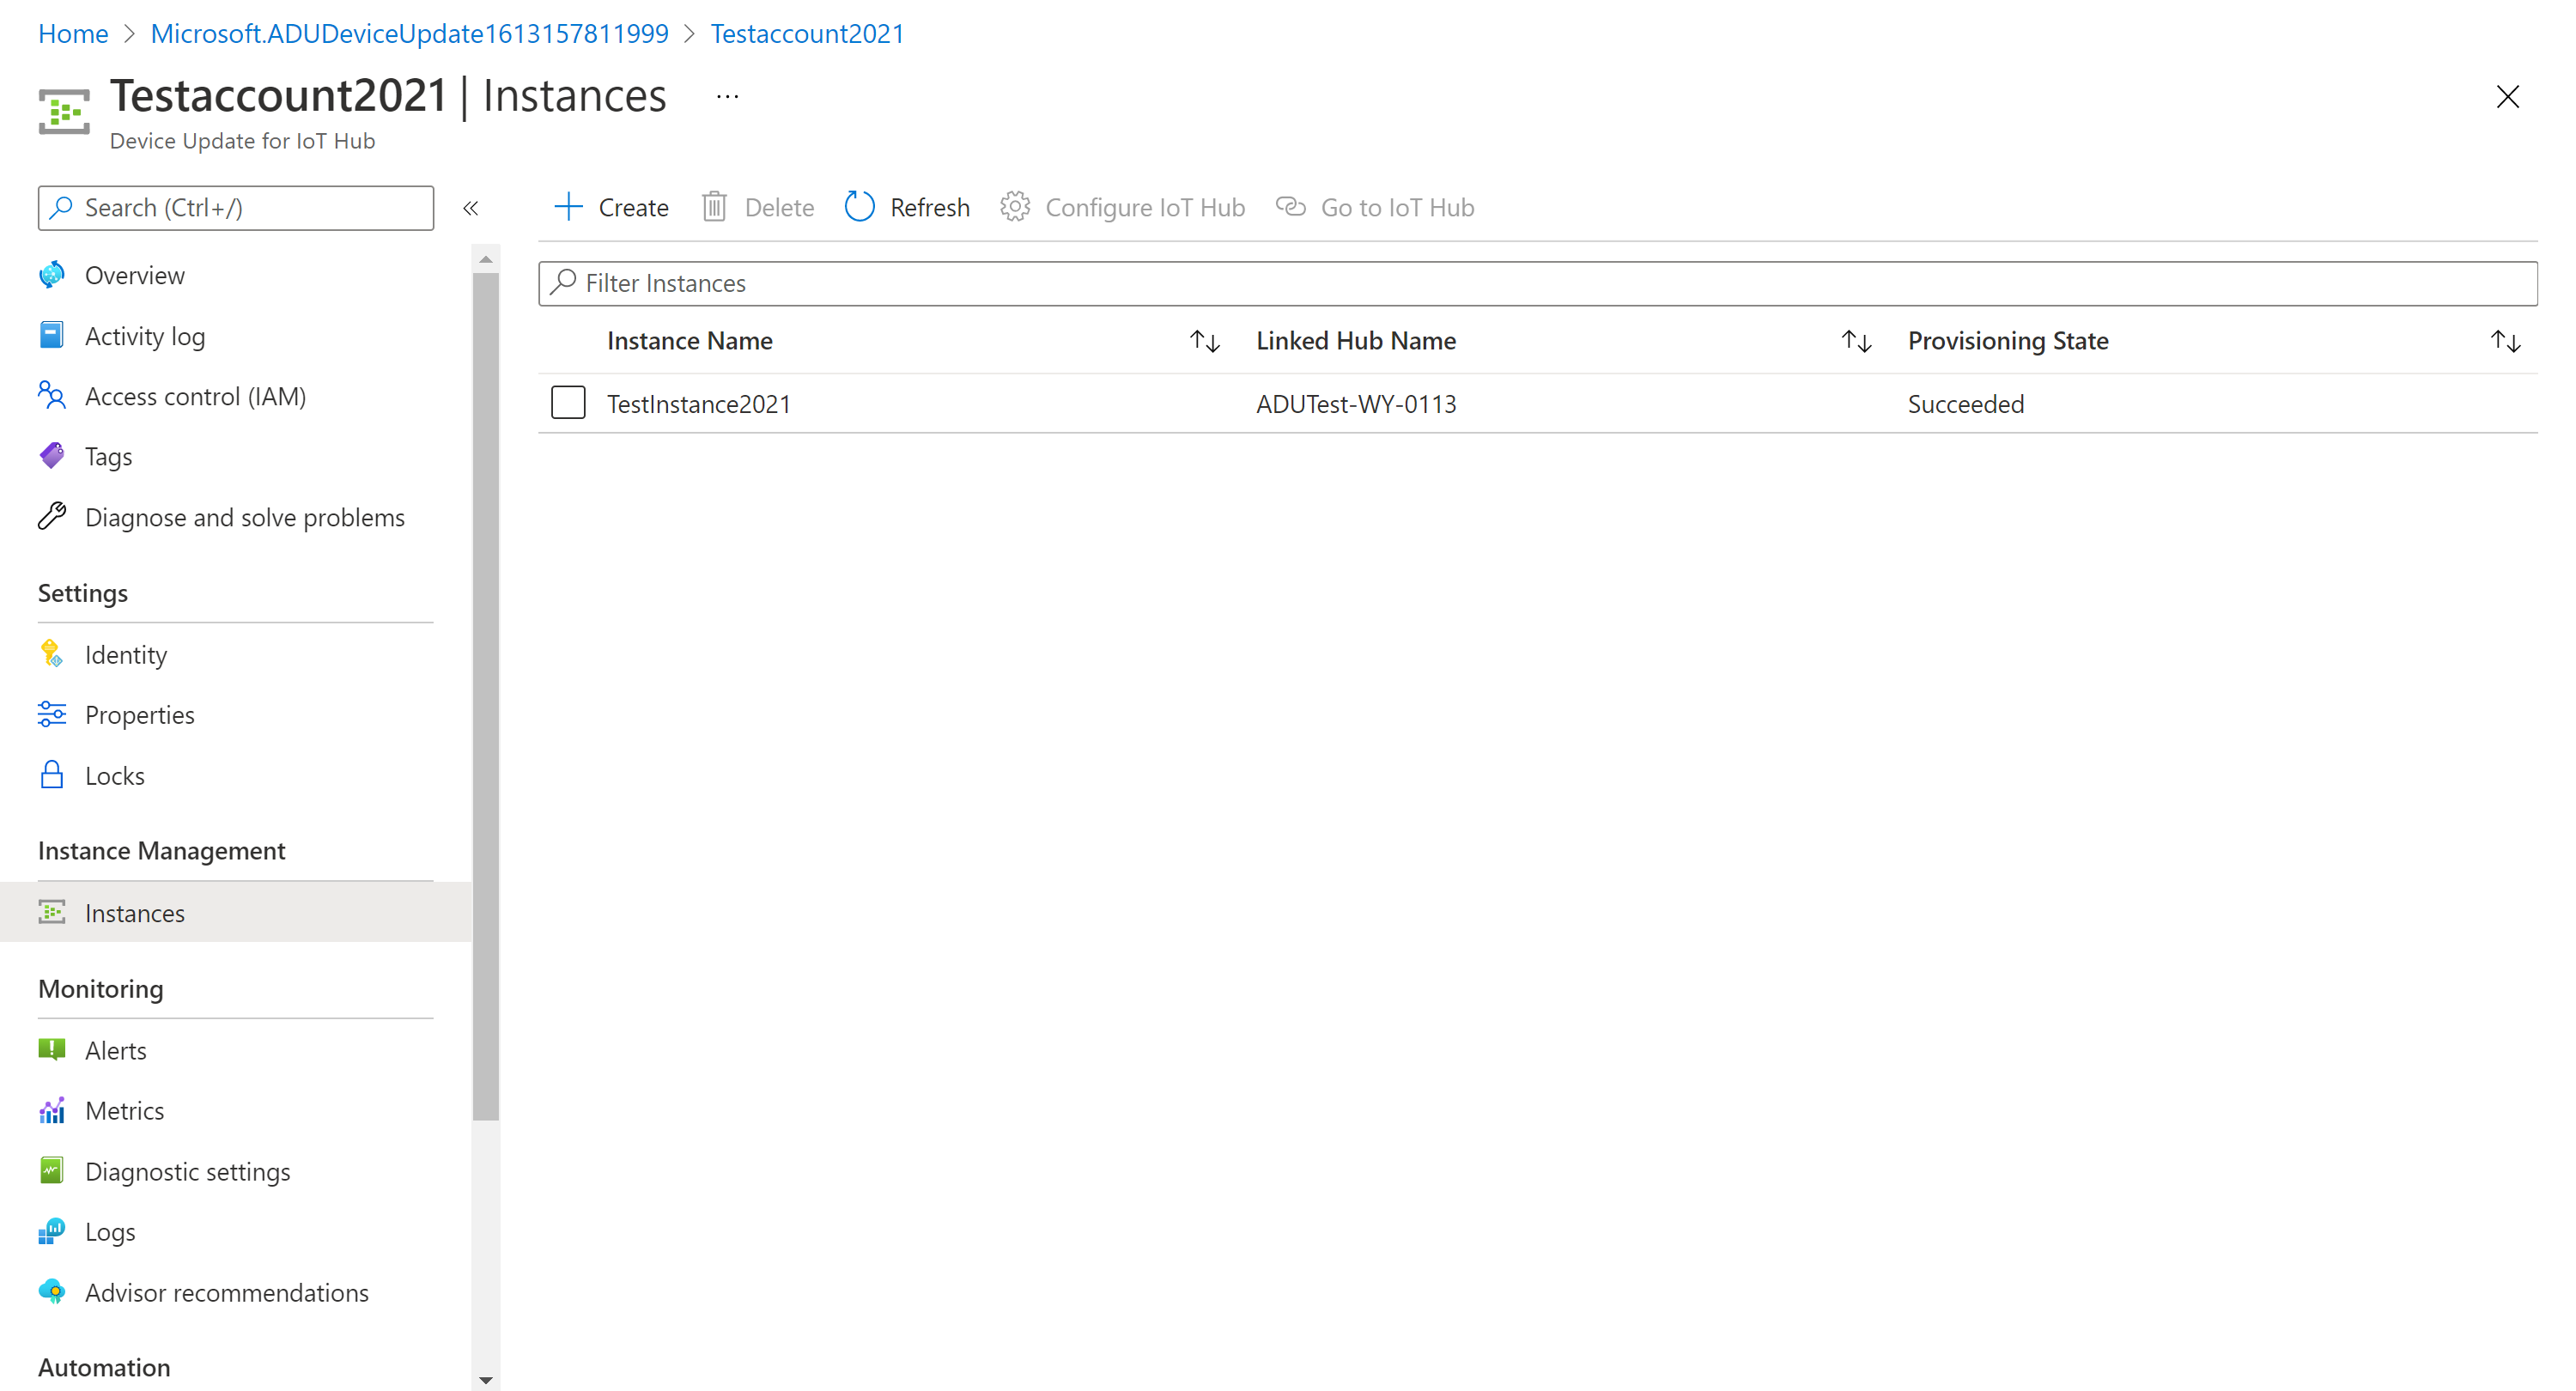 Home > Microsoft.ADUDeviceUpdate1613157811999 > Testaccount2021
Testaccount2021 | Instances ...
Device Update for IoT Hub
Search (Ctrl+/)
Create Delete Refresh Configure IoT Hub Go to IoT Hub
Filter Instances
Instance Name Linked Hub Name Provisioning State
TestInstance2021 ADUTest-WY-0113 Succeeded
Overview
Activity log
Access control (IAM)
Tags
Diagnose and solve problems
Settings
Identity
Properties
Locks
Instance Management
Instances
Monitoring
Alerts
Metrics
Diagnostic settings
Logs
Advisor recommendations
Automation